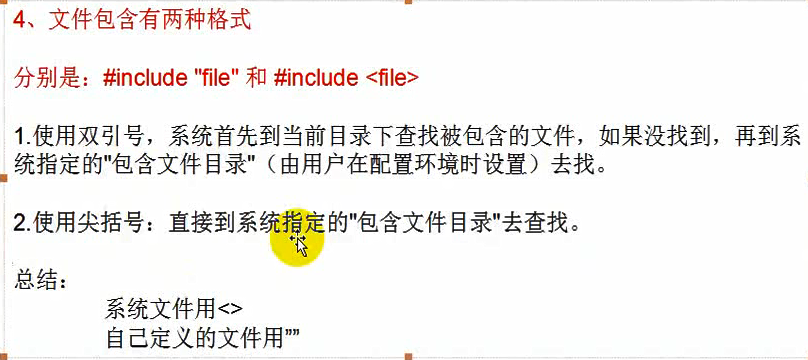 4、文件包含有两种格式
分别是：#include "file" 和 #include <file>
1.使用双引号，系统首先到当前目录下查找被包含的文件，如果没找到，再到系
统指定的"包含文件目录"（由用户在配置环境时设置）去找。
2.使用尖括号：直接到系统指定的"包含文件目录"去查找。
总结：
系统文件用<>
自己定义的文件用””